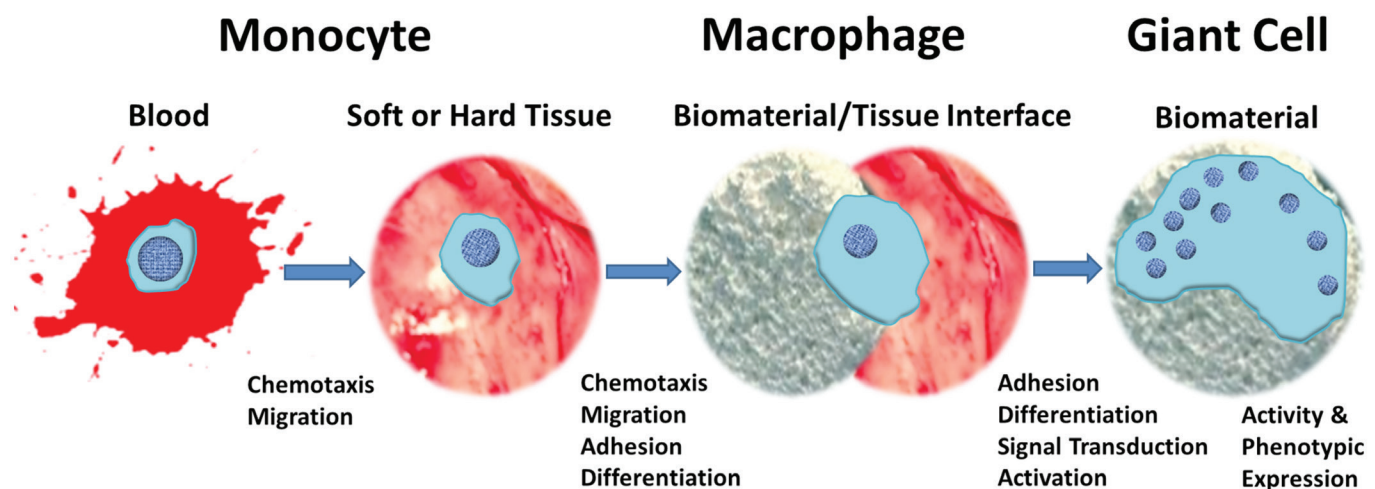 Monocyte
Macrophage
Giant Cell
Blood
Soft or Hard Tissue
Biomaterial/Tissue Interface
Biomaterial
Chemotaxis
Migration
Chemotaxis
Migration
Adhesion
Differentiation
Adhesion
Differentiation
Signal Transduction
Activation
Activity &
Phenotypic
Expression